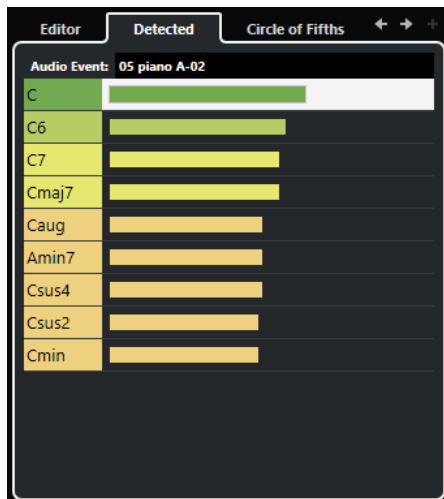 Editor Detected Circle of Fifths
Audio Event: 05 piano A-02
C
C6
C7
Cmaj7
Caug
Amin7
Csus4
Csus2
Cmin